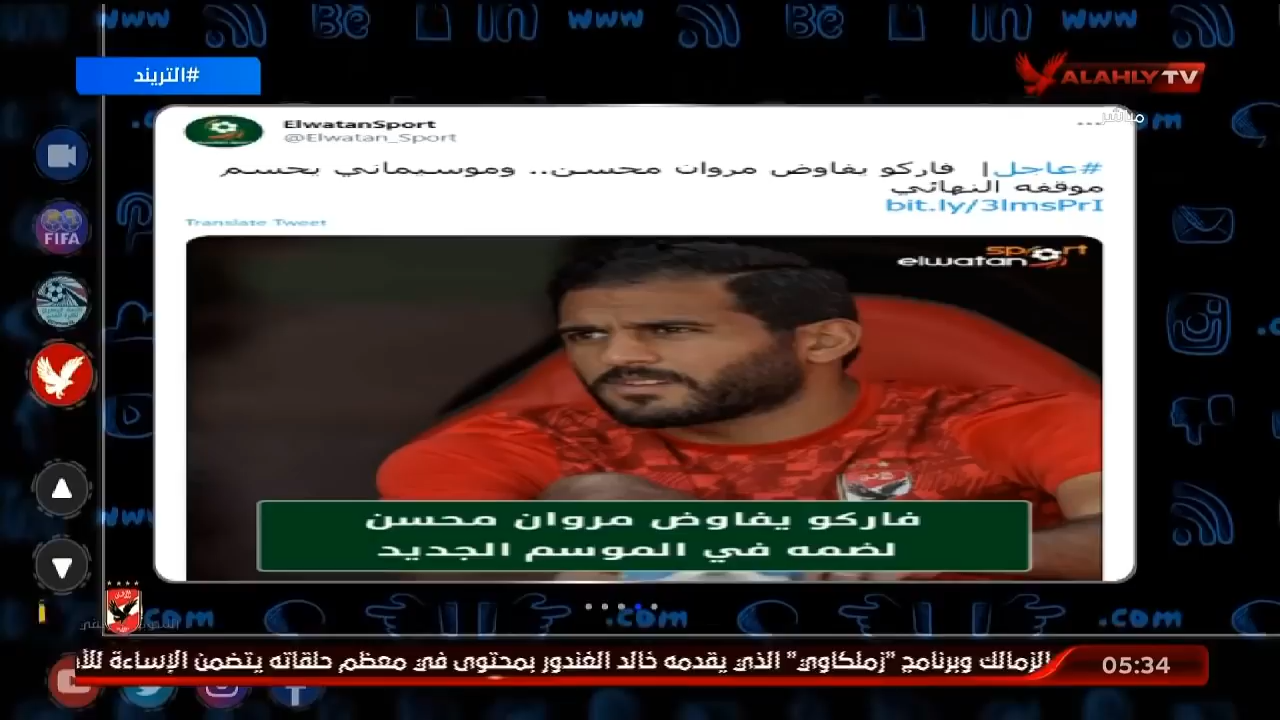 #التريند
ALAHLY TV
مباشر
ElwatanSport
@Elwatan_Sport
#عاجل| فاركو يفاوض مروان محسن.. وموسيماني يحسم
موقفه النهائي
bit.ly/3lmsPrI
Translate Tweet
sport
elwatan
FIFA
فاركو يفاوض مروان محسن
لضمه في الموسم الجديد
الزمالك وبرنامج "زملكاوي" الذي يقدمه خالد الغندور بمحتوى في معظم حلقاته يتضمن الإساءة للأ
05:34